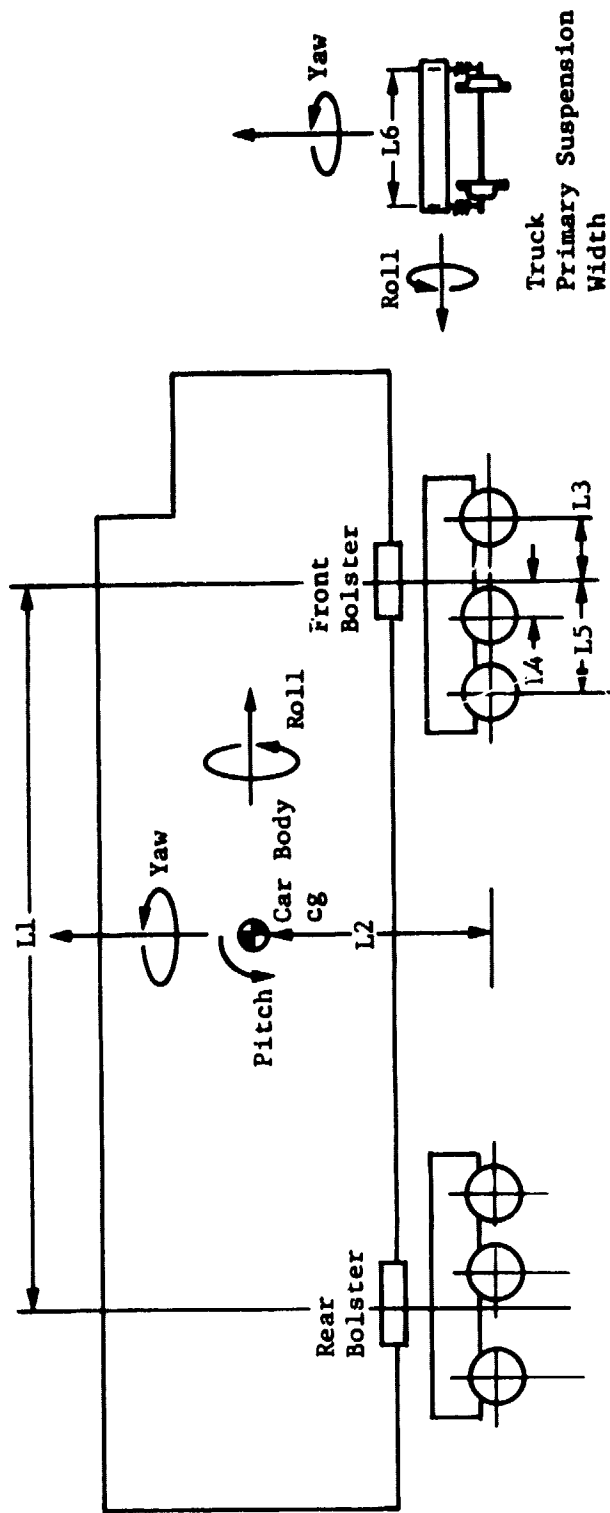 L1
Yaw
Pitch
Car Body
cg
Roll
L2
Rear
Bolster
Front
Bolster
L3
L4
L5
Yaw
L6
Roll
Truck
Primary Suspension
Width